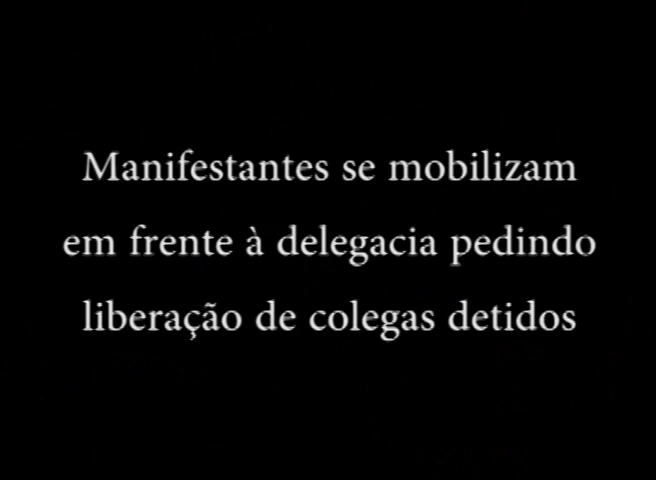 Manifestantes se mobilizam
em frente à delegacia pedindo
liberação de colegas detidos